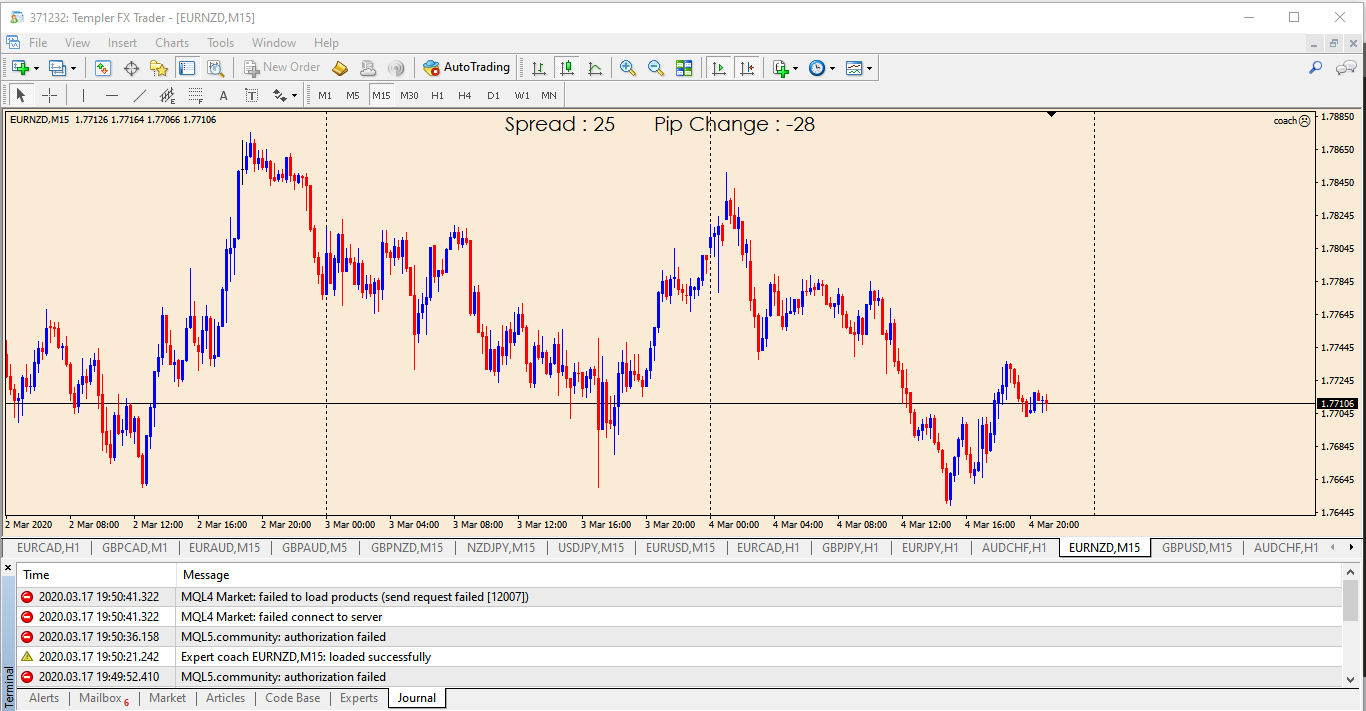 371232: Templer FX Trader - [EURNZD,M15]
File View Insert Charts Tools Window Help
New Order AutoTrading
A T M1 M5 M15 M30 H1 H4 D1 W1 MN
EURNZD,M15 1.77126 1.77164 1.77066 1.77106
Spread : 25 Pip Change : -28
coach
1.78850
1.78650
1.78450
1.78245
1.78045
1.77845
1.77645
1.77445
1.77245
1.77106
1.77045
1.76845
1.76645
1.76445
2 Mar 2020 2 Mar 08:00 2 Mar 12:00 2 Mar 16:00 2 Mar 20:00 3 Mar 00:00 3 Mar 04:00 3 Mar 08:00 3 Mar 12:00 3 Mar 16:00 3 Mar 20:00 4 Mar 00:00 4 Mar 04:00 4 Mar 08:00 4 Mar 12:00 4 Mar 16:00 4 Mar 20:00
EURCAD,H1 GBPCAD,M1 EURAUD,M15 GBPAUD,M5 GBPNZD,M15 NZDJPY,M15 USDJPY,M15 EURUSD,M15 EURCAD,H1 GBPJPY,H1 EURJPY,H1 AUDCHF,H1 EURNZD,M15 GBPUSD,M15 AUDCHF,H1
Time Message
2020.03.17 19:50:41.322 MQL4 Market: failed to load products (send request failed [12007])
2020.03.17 19:50:41.322 MQL4 Market: failed connect to server
2020.03.17 19:50:36.158 MQL5.community: authorization failed
2020.03.17 19:50:21.242 Expert coach EURNZD,M15: loaded successfully
2020.03.17 19:49:52.410 MQL5.community: authorization failed
Terminal
Alerts Mailbox 6 Market Articles Code Base Experts Journal